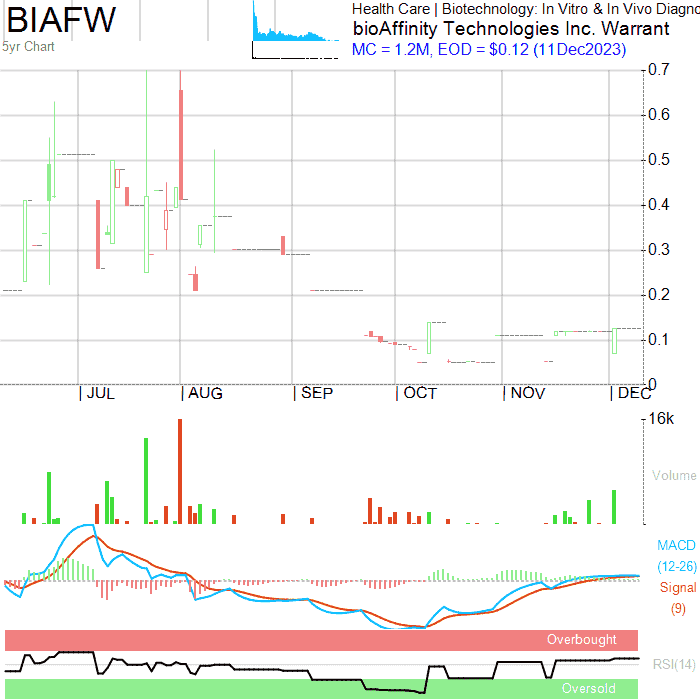 BIAFW
5yr Chart
Health Care | Biotechnology: In Vitro & In Vivo Diagno
bioAffinity Technologies Inc. Warrant
MC = 1.2M, EOD = $0.12 (11Dec2023)
0.7
0.6
0.5
0.4
0.3
0.2
0.1
0
JUL AUG SEP OCT NOV DEC
16k
Volume
MACD
(12-26)
Signal
(9)
Overbought
RSI(14)
Oversold